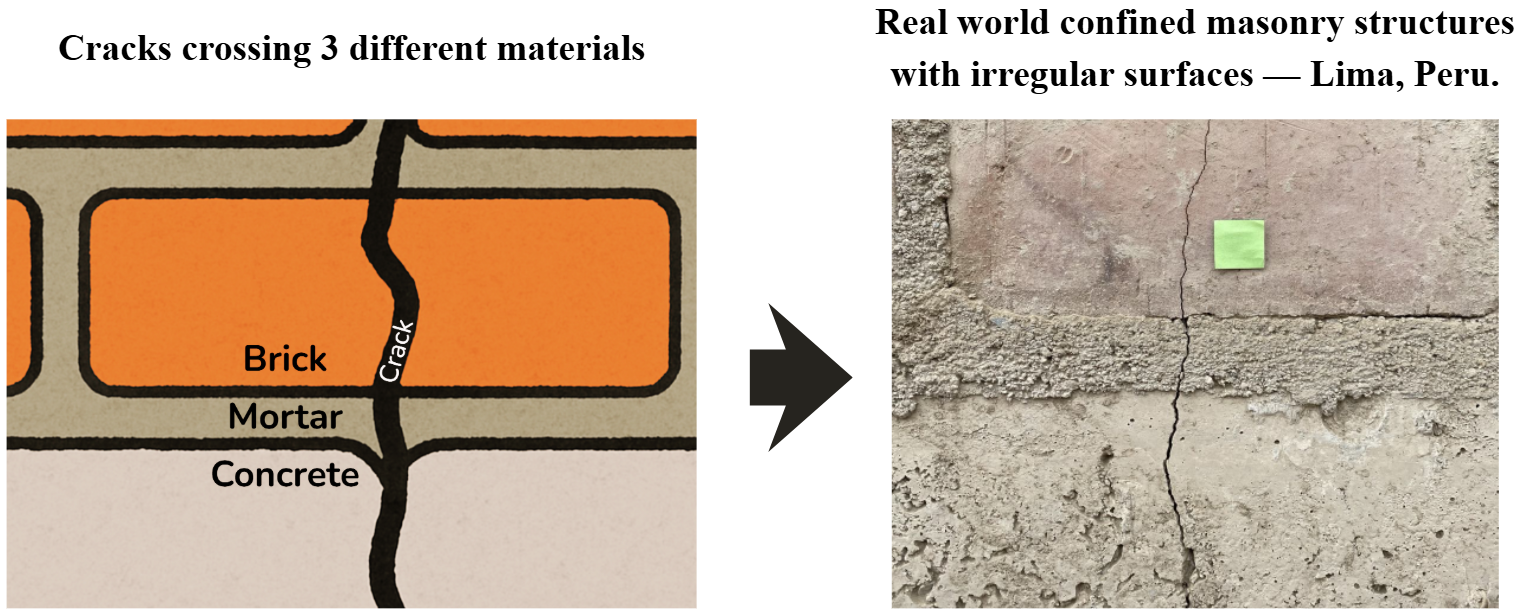 Cracks crossing 3 different materials
Real world confined masonry structures
with irregular surfaces — Lima, Peru.
Crack
Brick
Mortar
Concrete